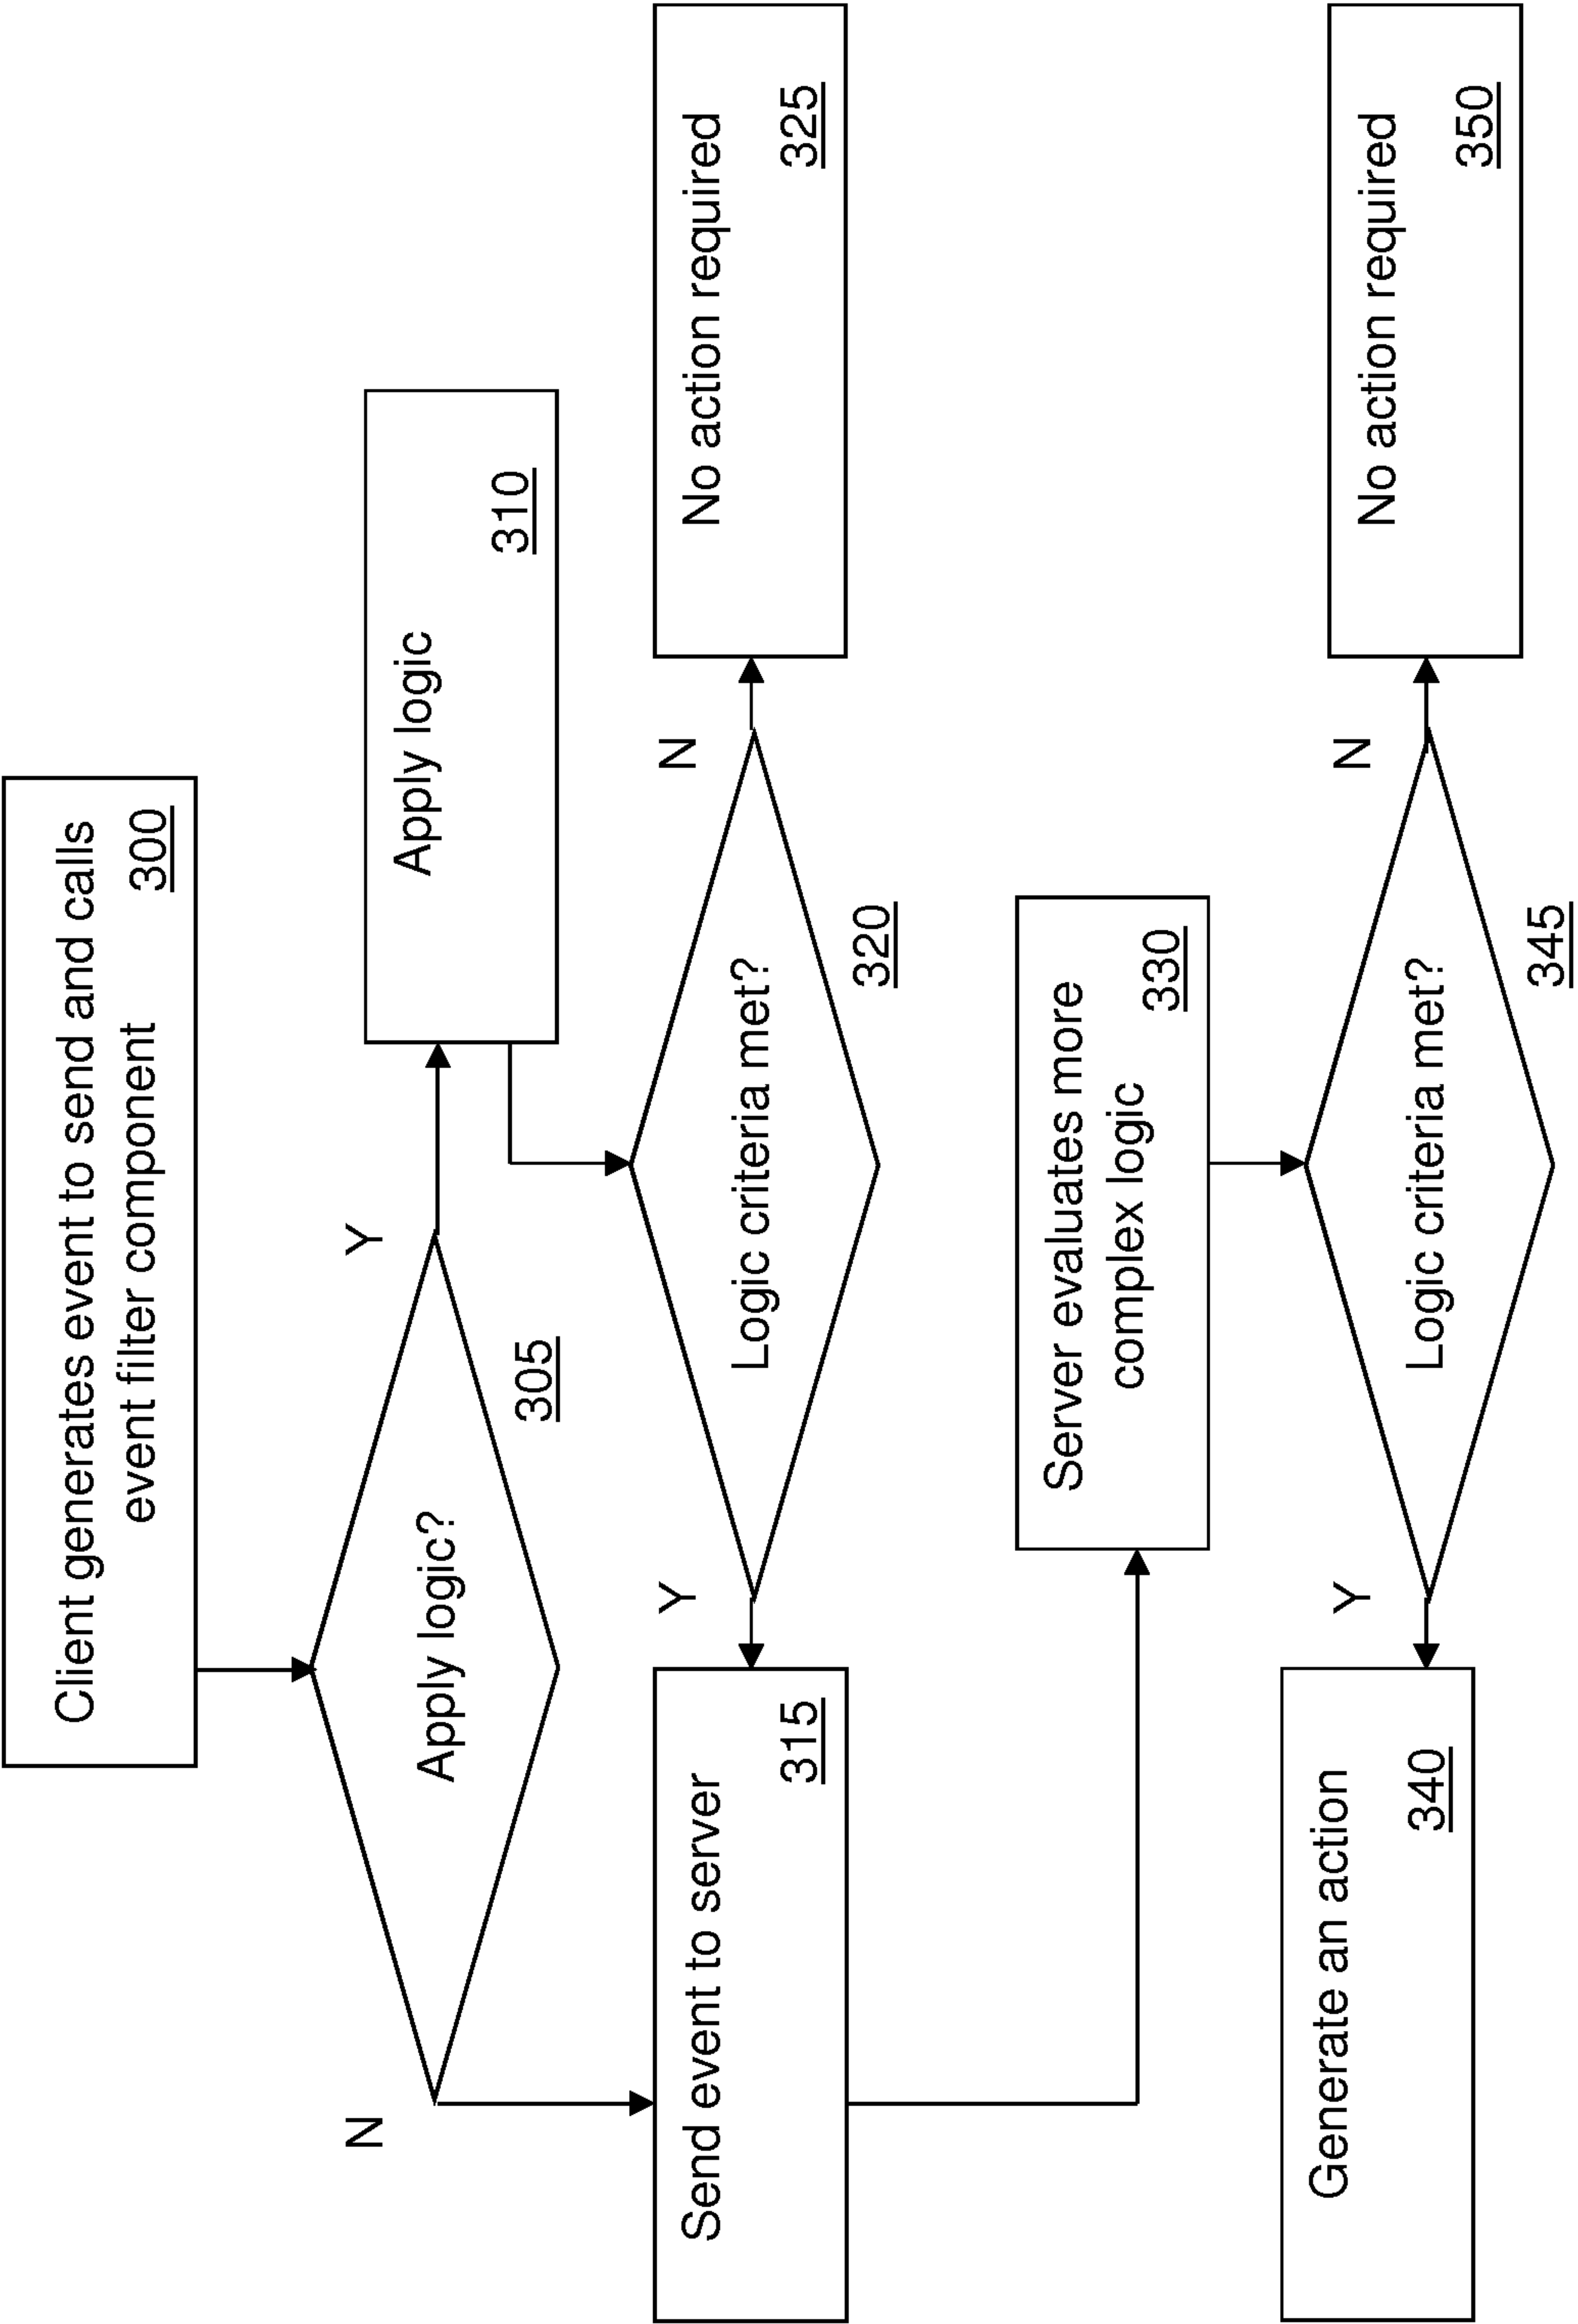 Client generates event to send and calls
event filter component
300
N
Apply logic?
Y
305
Apply logic
310
Send event to server
315
Y
Logic criteria met?
N
320
No action required
325
Server evaluates more
complex logic
330
Generate an action
340
Y
Logic criteria met?
N
345
No action required
350